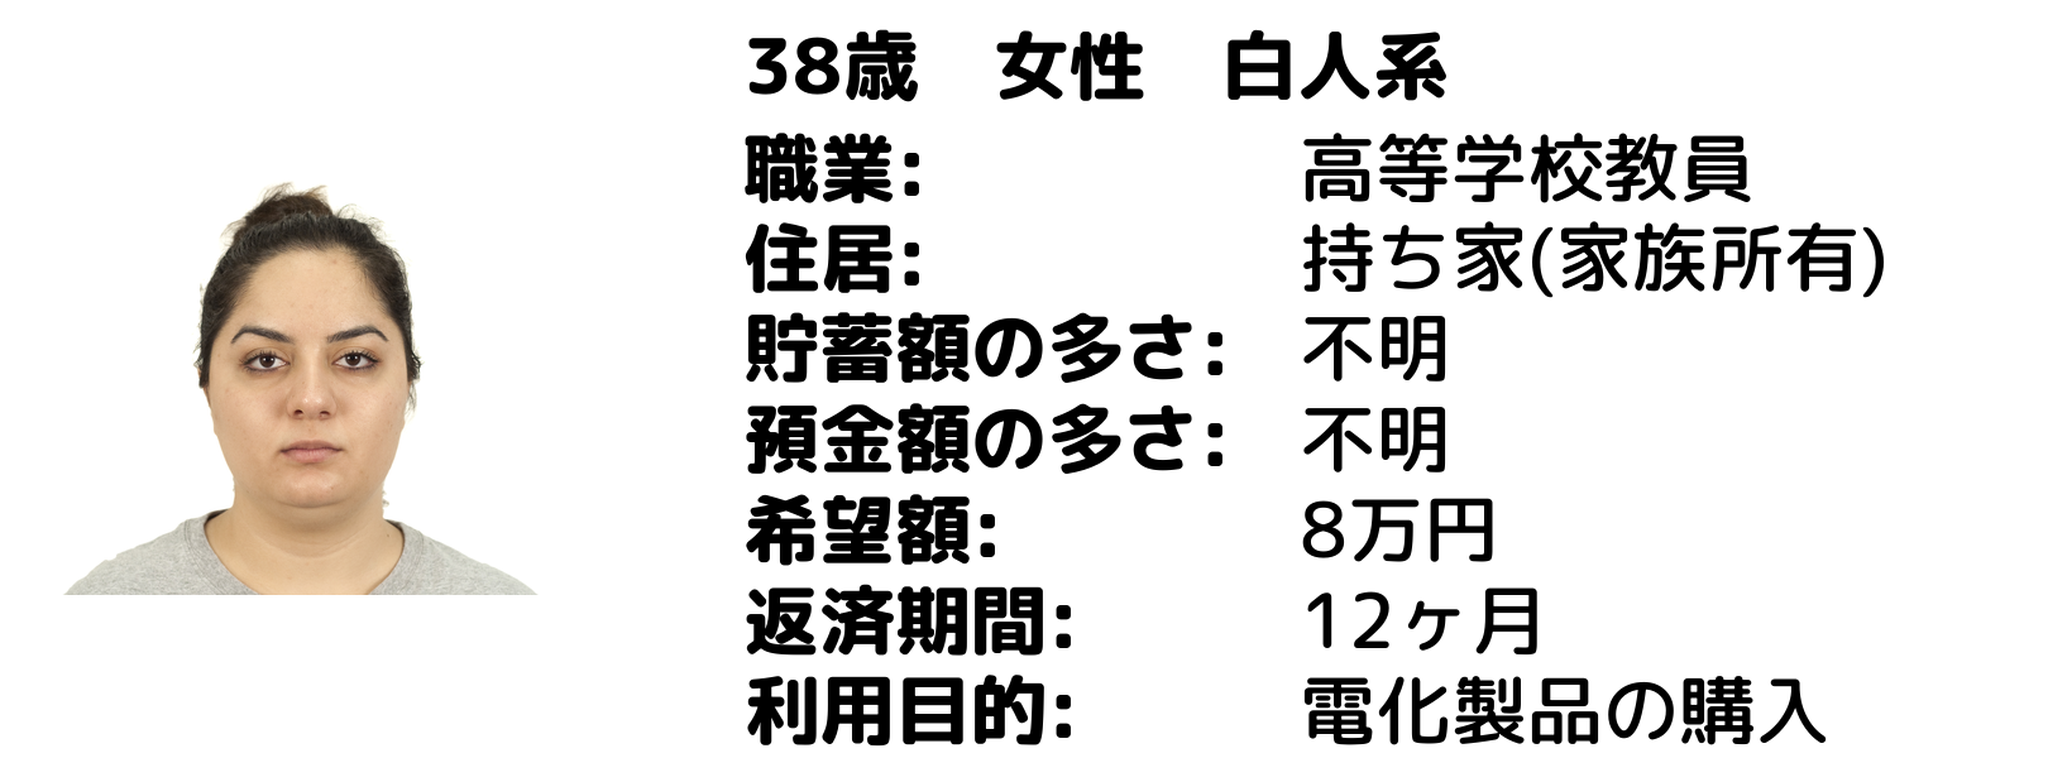 38歳　女性　白人系
職業: 高等学校教員
住居: 持ち家(家族所有)
貯蓄額の多さ: 不明
預金額の多さ: 不明
希望額: 8万円
返済期間: 12ヶ月
利用目的: 電化製品の購入